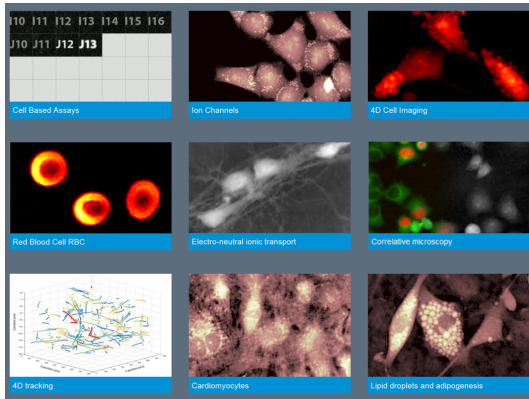 I10 I11 I12 I13 I14 I15 I16
J10 J11 J12 J13
Cell Based Assays
Ion Channels
4D Cell Imaging
Red Blood Cell RBC
Electro-neutral ionic transport
Correlative microscopy
4D tracking
Cardiomyocytes
Lipid droplets and adipogenesis